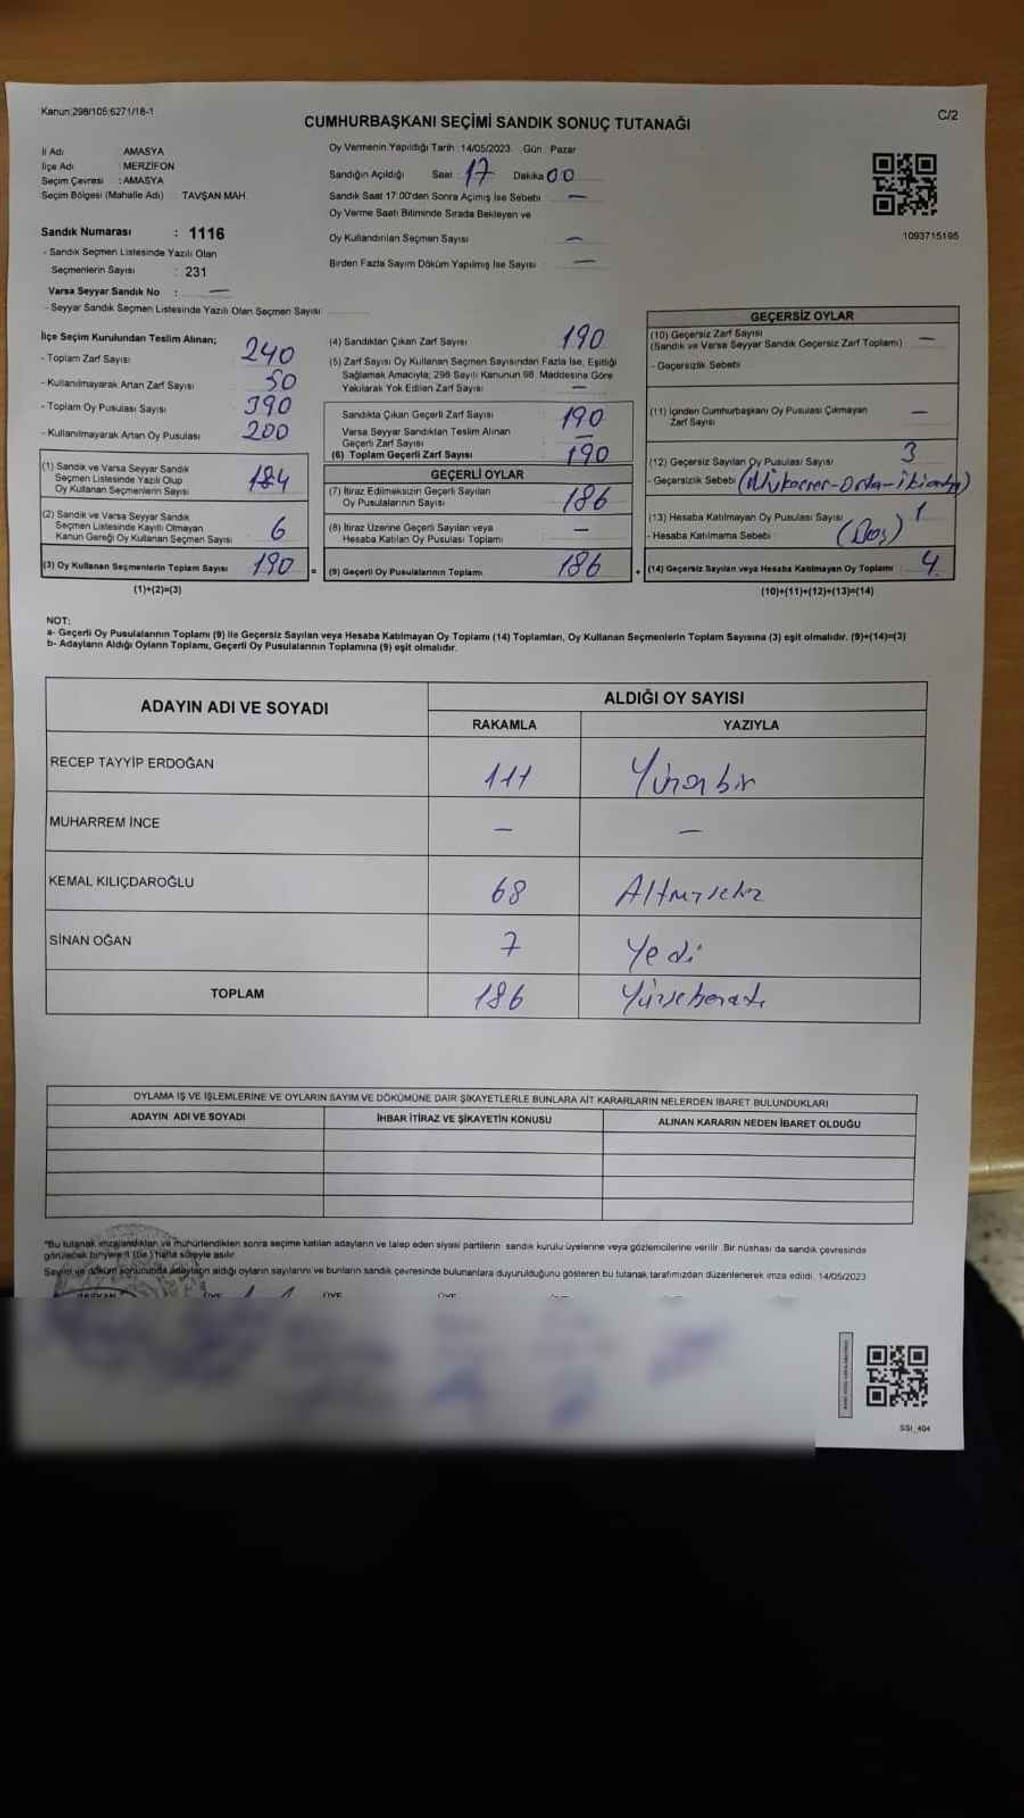 Kanun:298/105;6271/18-1
C/2
CUMHURBAŞKANI SEÇİMİ SANDIK SONUÇ TUTANAĞI
İl Adı AMASYA
İlçe Adı : MERZİFON
Seçim Çevresi : AMASYA
Seçim Bölgesi (Mahalle Adı) : TAVŞAN MAH.
Oy Vermenin Yapıldığı Tarih :14/05/2023 Gün : Pazar
Sandığın Açıldığı Saat : 17 Dakika 00
Sandık Saat 17:00'den Sonra Açımış İse Sebebi —
Oy Verme Saati Bitiminde Sırada Bekleyen ve
Oy Kullandırılan Seçmen Sayısı —
Birden Fazla Sayım Döküm Yapılmış İse Sayısı —
1093715195
Sandık Numarası : 1116
- Sandık Seçmen Listesinde Yazılı Olan
Seçmenlerin Sayısı : 231
Varsa Seyyar Sandık No : —
- Seyyar Sandık Seçmen Listesinde Yazılı Olan Seçmen Sayısı
İlçe Seçim Kurulundan Teslim Alınan;
- Toplam Zarf Sayısı 240
- Kullanılmayarak Artan Zarf Sayısı 50
- Toplam Oy Pusulası Sayısı 390
- Kullanılmayarak Artan Oy Pusulası 200
(1) Sandık ve Varsa Seyyar Sandık
Seçmen Listesinde Yazılı Olup
Oy Kullanan Seçmenlerin Sayısı 184
(2) Sandık ve Varsa Seyyar Sandık
Seçmen Listesinde Kayıtlı Olmayan
Kanun Gereği Oy Kullanan Seçmen Sayısı 6
(3) Oy Kullanan Seçmenlerin Toplam Sayısı 190 =
(1)+(2)=(3)
(4) Sandıktan Çıkan Zarf Sayısı 190
(5) Zarf Sayısı Oy Kullanan Seçmen Sayısından Fazla İse, Eşitliği
Sağlamak Amacıyla; 298 Sayılı Kanunun 98. Maddesine Göre
Yakılarak Yok Edilen Zarf Sayısı —
Sandıkta Çıkan Geçerli Zarf Sayısı 190
Varsa Seyyar Sandıktan Teslim Alınan
Geçerli Zarf Sayısı —
(6) Toplam Geçerli Zarf Sayısı 190
GEÇERLİ OYLAR
(7) İtiraz Edilmeksizin Geçerli Sayılan
Oy Pusulalarının Sayısı 186
(8) İtiraz Üzerine Geçerli Sayılan veya
Hesaba Katılan Oy Pusulası Toplamı —
(9) Geçerli Oy Pusulalarının Toplamı 186 +
GEÇERSİZ OYLAR
(10) Geçersiz Zarf Sayısı
(Sandık ve Varsa Seyyar Sandık Geçersiz Zarf Toplamı) —
- Geçersizlik Sebebi
(11) İçinden Cumhurbaşkanı Oy Pusulası Çıkmayan
Zarf Sayısı —
(12) Geçersiz Sayılan Oy Pusulası Sayısı 3
- Geçersizlik Sebebi
(13) Hesaba Katılmayan Oy Pusulası Sayısı 1
- Hesaba Katılmama Sebebi (Boş)
(14) Geçersiz Sayılan veya Hesaba Katılmayan Oy Toplamı 4
(10)+(11)+(12)+(13)=(14)
NOT:
a- Geçerli Oy Pusulalarının Toplamı (9) ile Geçersiz Sayılan veya Hesaba Katılmayan Oy Toplamı (14) Toplamları, Oy Kullanan Seçmenlerin Toplam Sayısına (3) eşit olmalıdır. (9)+(14)=(3)
b- Adayların Aldığı Oyların Toplamı, Geçerli Oy Pusulalarının Toplamına (9) eşit olmalıdır.
ADAYIN ADI VE SOYADI
ALDIĞI OY SAYISI
RAKAMLA YAZIYLA
RECEP TAYYİP ERDOĞAN 111 Yüzonbir
MUHARREM İNCE — —
KEMAL KILIÇDAROĞLU 68 Altmışsekiz
SİNAN OĞAN 7 Yedi
TOPLAM 186 Yüzseksenaltı
OYLAMA İŞ VE İŞLEMLERİNE VE OYLARIN SAYIM VE DÖKÜMÜNE DAİR ŞİKAYETLERLE BUNLARA AİT KARARLARIN NELERDEN İBARET BULUNDUKLARI
ADAYIN ADI VE SOYADI İHBAR İTİRAZ VE ŞİKAYETİN KONUSU ALINAN KARARIN NEDEN İBARET OLDUĞU
*Bu tutanak imzalandıktan ve mühürlendikten sonra seçime katılan adayların ve talep eden siyasi partilerin sandık kurulu üyelerine veya gözlemcilerine verilir. Bir nüshası da sandık çevresinde
görülecek bir yere 1 (bir) hafta süreyle asılır.
Sayım ve döküm sonucunda adayların aldığı oyların sayılarını ve bunların sandık çevresinde bulunanlara duyurulduğunu gösteren bu tutanak tarafımızdan düzenlenerek imza edildi. 14/05/2023
BAŞKAN ÜYE ÜYE ÜYE
SSI_404